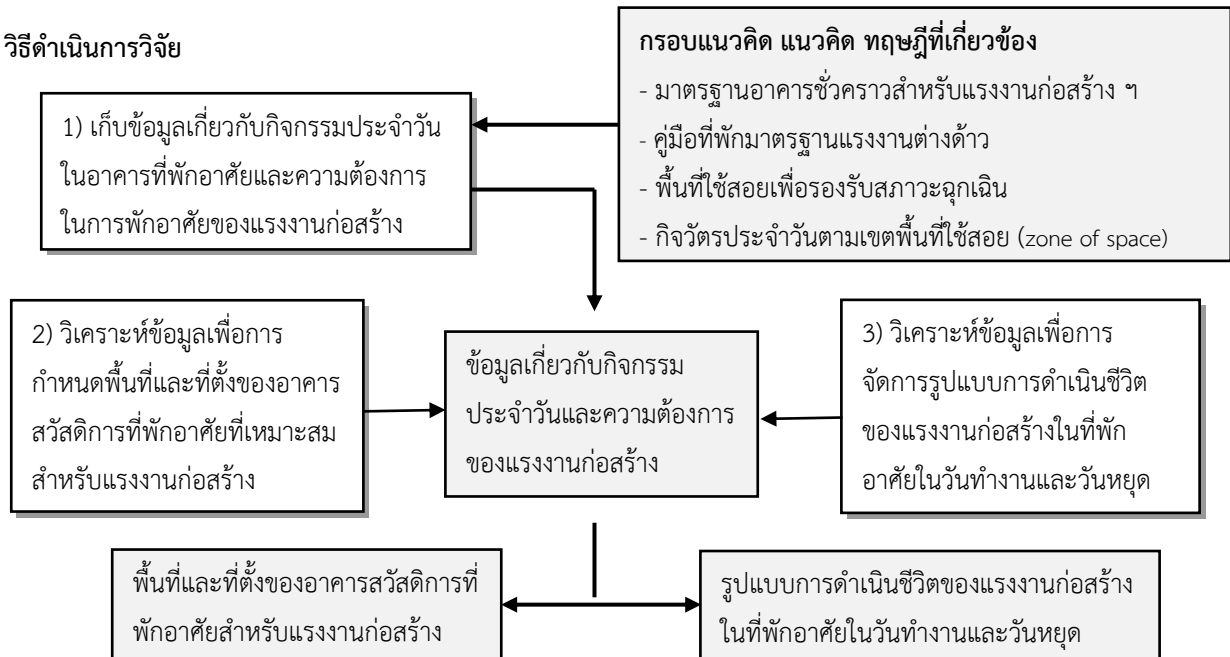 วิธีดำเนินการวิจัย
กรอบแนวคิด แนวคิด ทฤษฎีที่เกี่ยวข้อง
- มาตรฐานอาคารชั่วคราวสำหรับแรงงานก่อสร้าง ฯ
- คู่มือที่พักมาตรฐานแรงงานต่างด้าว
- พื้นที่ใช้สอยเพื่อรองรับสภาวะฉุกเฉิน
- กิจวัตรประจำวันตามเขตพื้นที่ใช้สอย (zone of space)
1) เก็บข้อมูลเกี่ยวกับกิจกรรมประจำวัน
ในอาคารที่พักอาศัยและความต้องการ
ในการพักอาศัยของแรงงานก่อสร้าง
2) วิเคราะห์ข้อมูลเพื่อการ
กำหนดพื้นที่และที่ตั้งของอาคาร
สวัสดิการที่พักอาศัยที่เหมาะสม
สำหรับแรงงานก่อสร้าง
ข้อมูลเกี่ยวกับกิจกรรม
ประจำวันและความต้องการ
ของแรงงานก่อสร้าง
3) วิเคราะห์ข้อมูลเพื่อการ
จัดการรูปแบบการดำเนินชีวิต
ของแรงงานก่อสร้างในที่พัก
อาศัยในวันทำงานและวันหยุด
พื้นที่และที่ตั้งของอาคารสวัสดิการที่
พักอาศัยสำหรับแรงงานก่อสร้าง
รูปแบบการดำเนินชีวิตของแรงงานก่อสร้าง
ในที่พักอาศัยในวันทำงานและวันหยุด